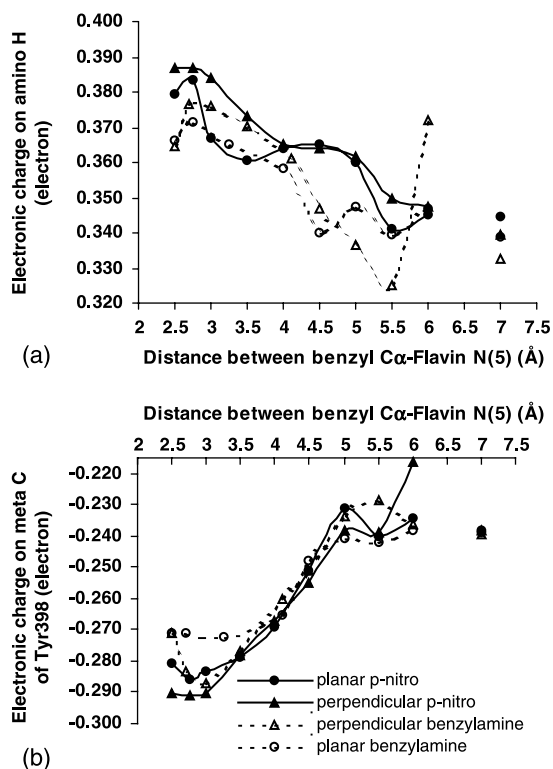 Electronic charge on amino H
(electron)
0.400
0.390
0.380
0.370
0.360
0.350
0.340
0.330
0.320
2 2.5 3 3.5 4 4.5 5 5.5 6 6.5 7 7.5
(a)
Distance between benzyl Cα-Flavin N(5) (Å)
Distance between benzyl Cα-Flavin N(5) (Å)
2 2.5 3 3.5 4 4.5 5 5.5 6 6.5 7 7.5
Electronic charge on meta C
of Tyr398 (electron)
-0.220
-0.230
-0.240
-0.250
-0.260
-0.270
-0.280
-0.290
-0.300
planar p-nitro
perpendicular p-nitro
perpendicular benzylamine
planar benzylamine
(b)